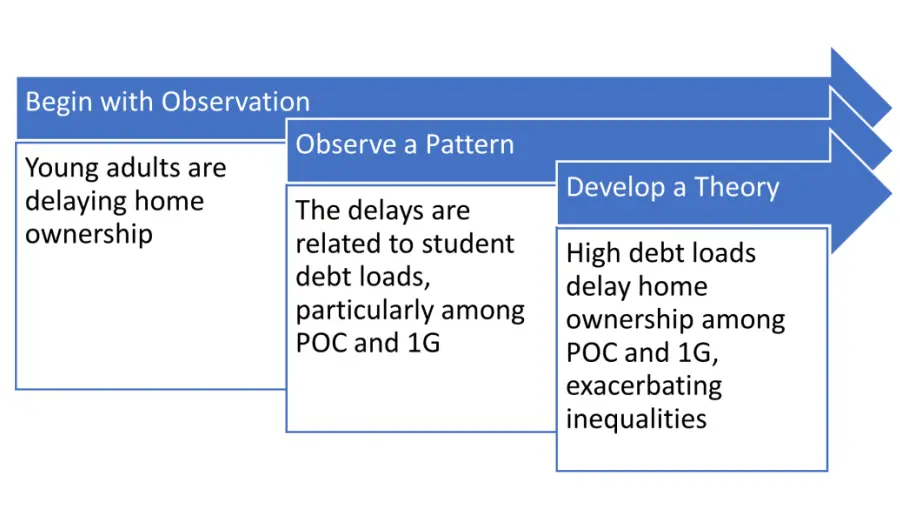 Begin with Observation
Young adults are
delaying home
ownership
Observe a Pattern
The delays are
related to student
debt loads,
particularly among
POC and 1G
Develop a Theory
High debt loads
delay home
ownership among
POC and 1G,
exacerbating
inequalities